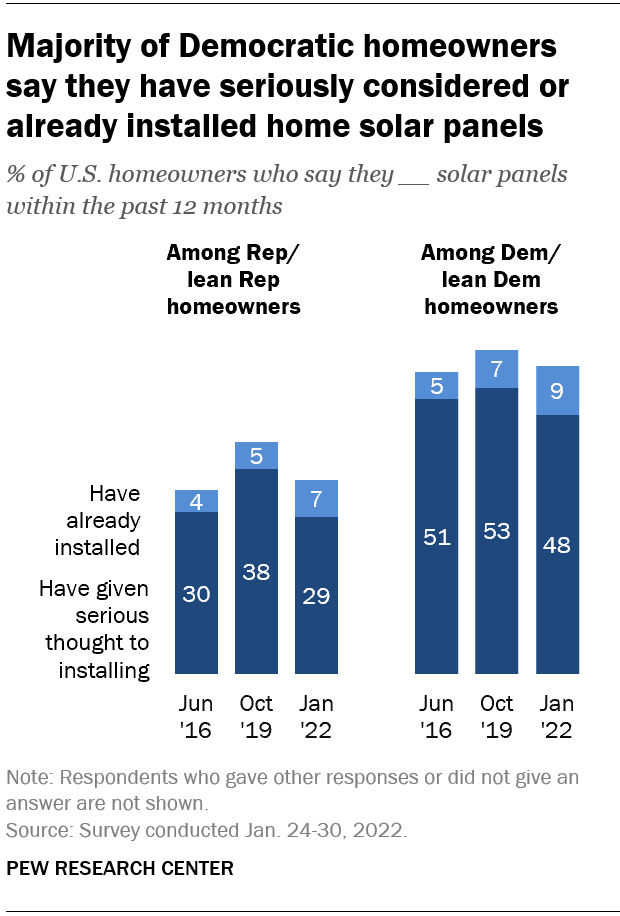 Majority of Democratic homeowners
say they have seriously considered or
already installed home solar panels
% of U.S. homeowners who say they __ solar panels
within the past 12 months
Among Rep/
lean Rep
homeowners
Among Dem/
lean Dem
homeowners
Have
already
installed
Have given
serious
thought to
installing
4
5
7
30
38
29
5
7
9
51
53
48
Jun
'16
Oct
'19
Jan
'22
Jun
'16
Oct
'19
Jan
'22
Note: Respondents who gave other responses or did not give an
answer are not shown.
Source: Survey conducted Jan. 24-30, 2022.
PEW RESEARCH CENTER